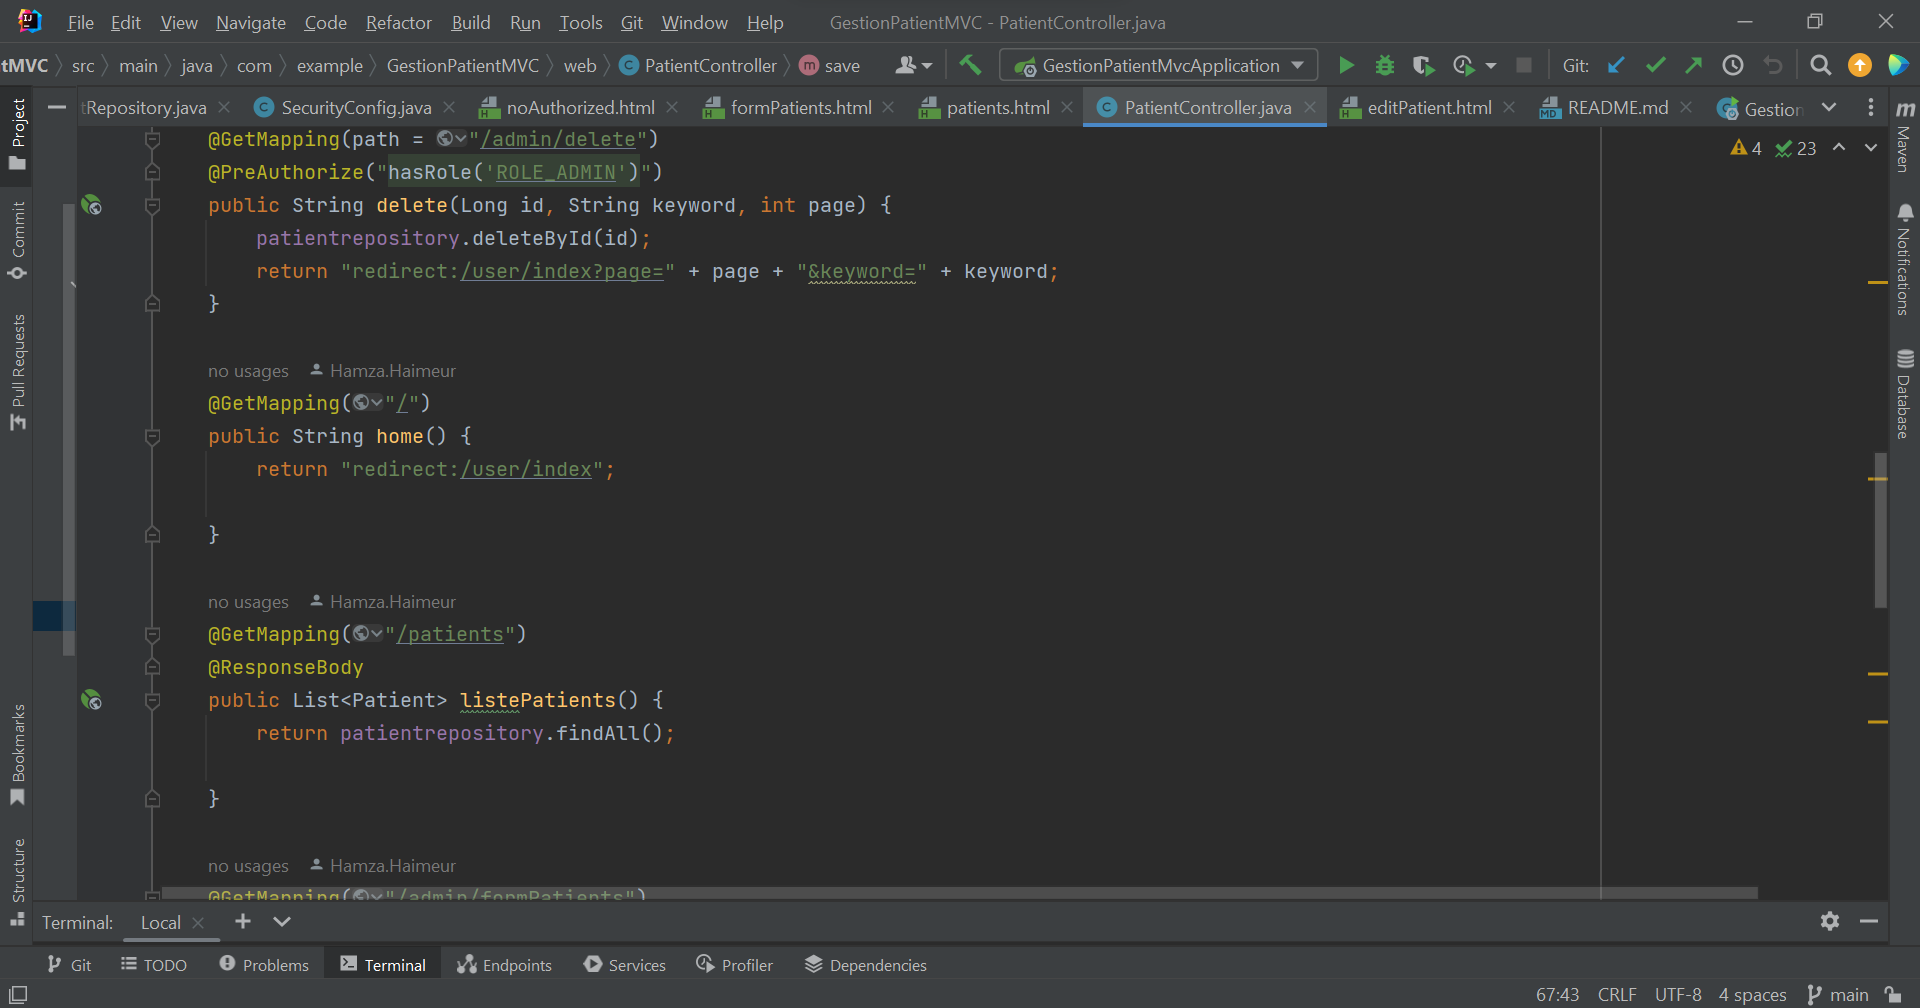 File Edit View Navigate Code Refactor Build Run Tools Git Window Help GestionPatientMVC - PatientController.java
tMVC src main java com example GestionPatientMVC web C PatientController m save GestionPatientMvcApplication Git:
tRepository.java C SecurityConfig.java H noAuthorized.html H formPatients.html H patients.html C PatientController.java H editPatient.html MD README.md Gestion
@GetMapping(path = "/admin/delete")
4 23
@PreAuthorize("hasRole('ROLE_ADMIN')")
public String delete(Long id, String keyword, int page) {
patientrepository.deleteById(id);
return "redirect:/user/index?page=" + page + "&keyword=" + keyword;
}
no usages Hamza.Haimeur
@GetMapping("/")
public String home() {
return "redirect:/user/index";
}
no usages Hamza.Haimeur
@GetMapping("/patients")
@ResponseBody
public List<Patient> listePatients() {
return patientrepository.findAll();
}
no usages Hamza.Haimeur
@GetMapping("/admin/formPatients")
Project
Commit
Pull Requests
Bookmarks
Structure
m
Maven
Notifications
Database
Terminal: Local
Git TODO Problems Terminal Endpoints Services Profiler Dependencies
67:43 CRLF UTF-8 4 spaces main